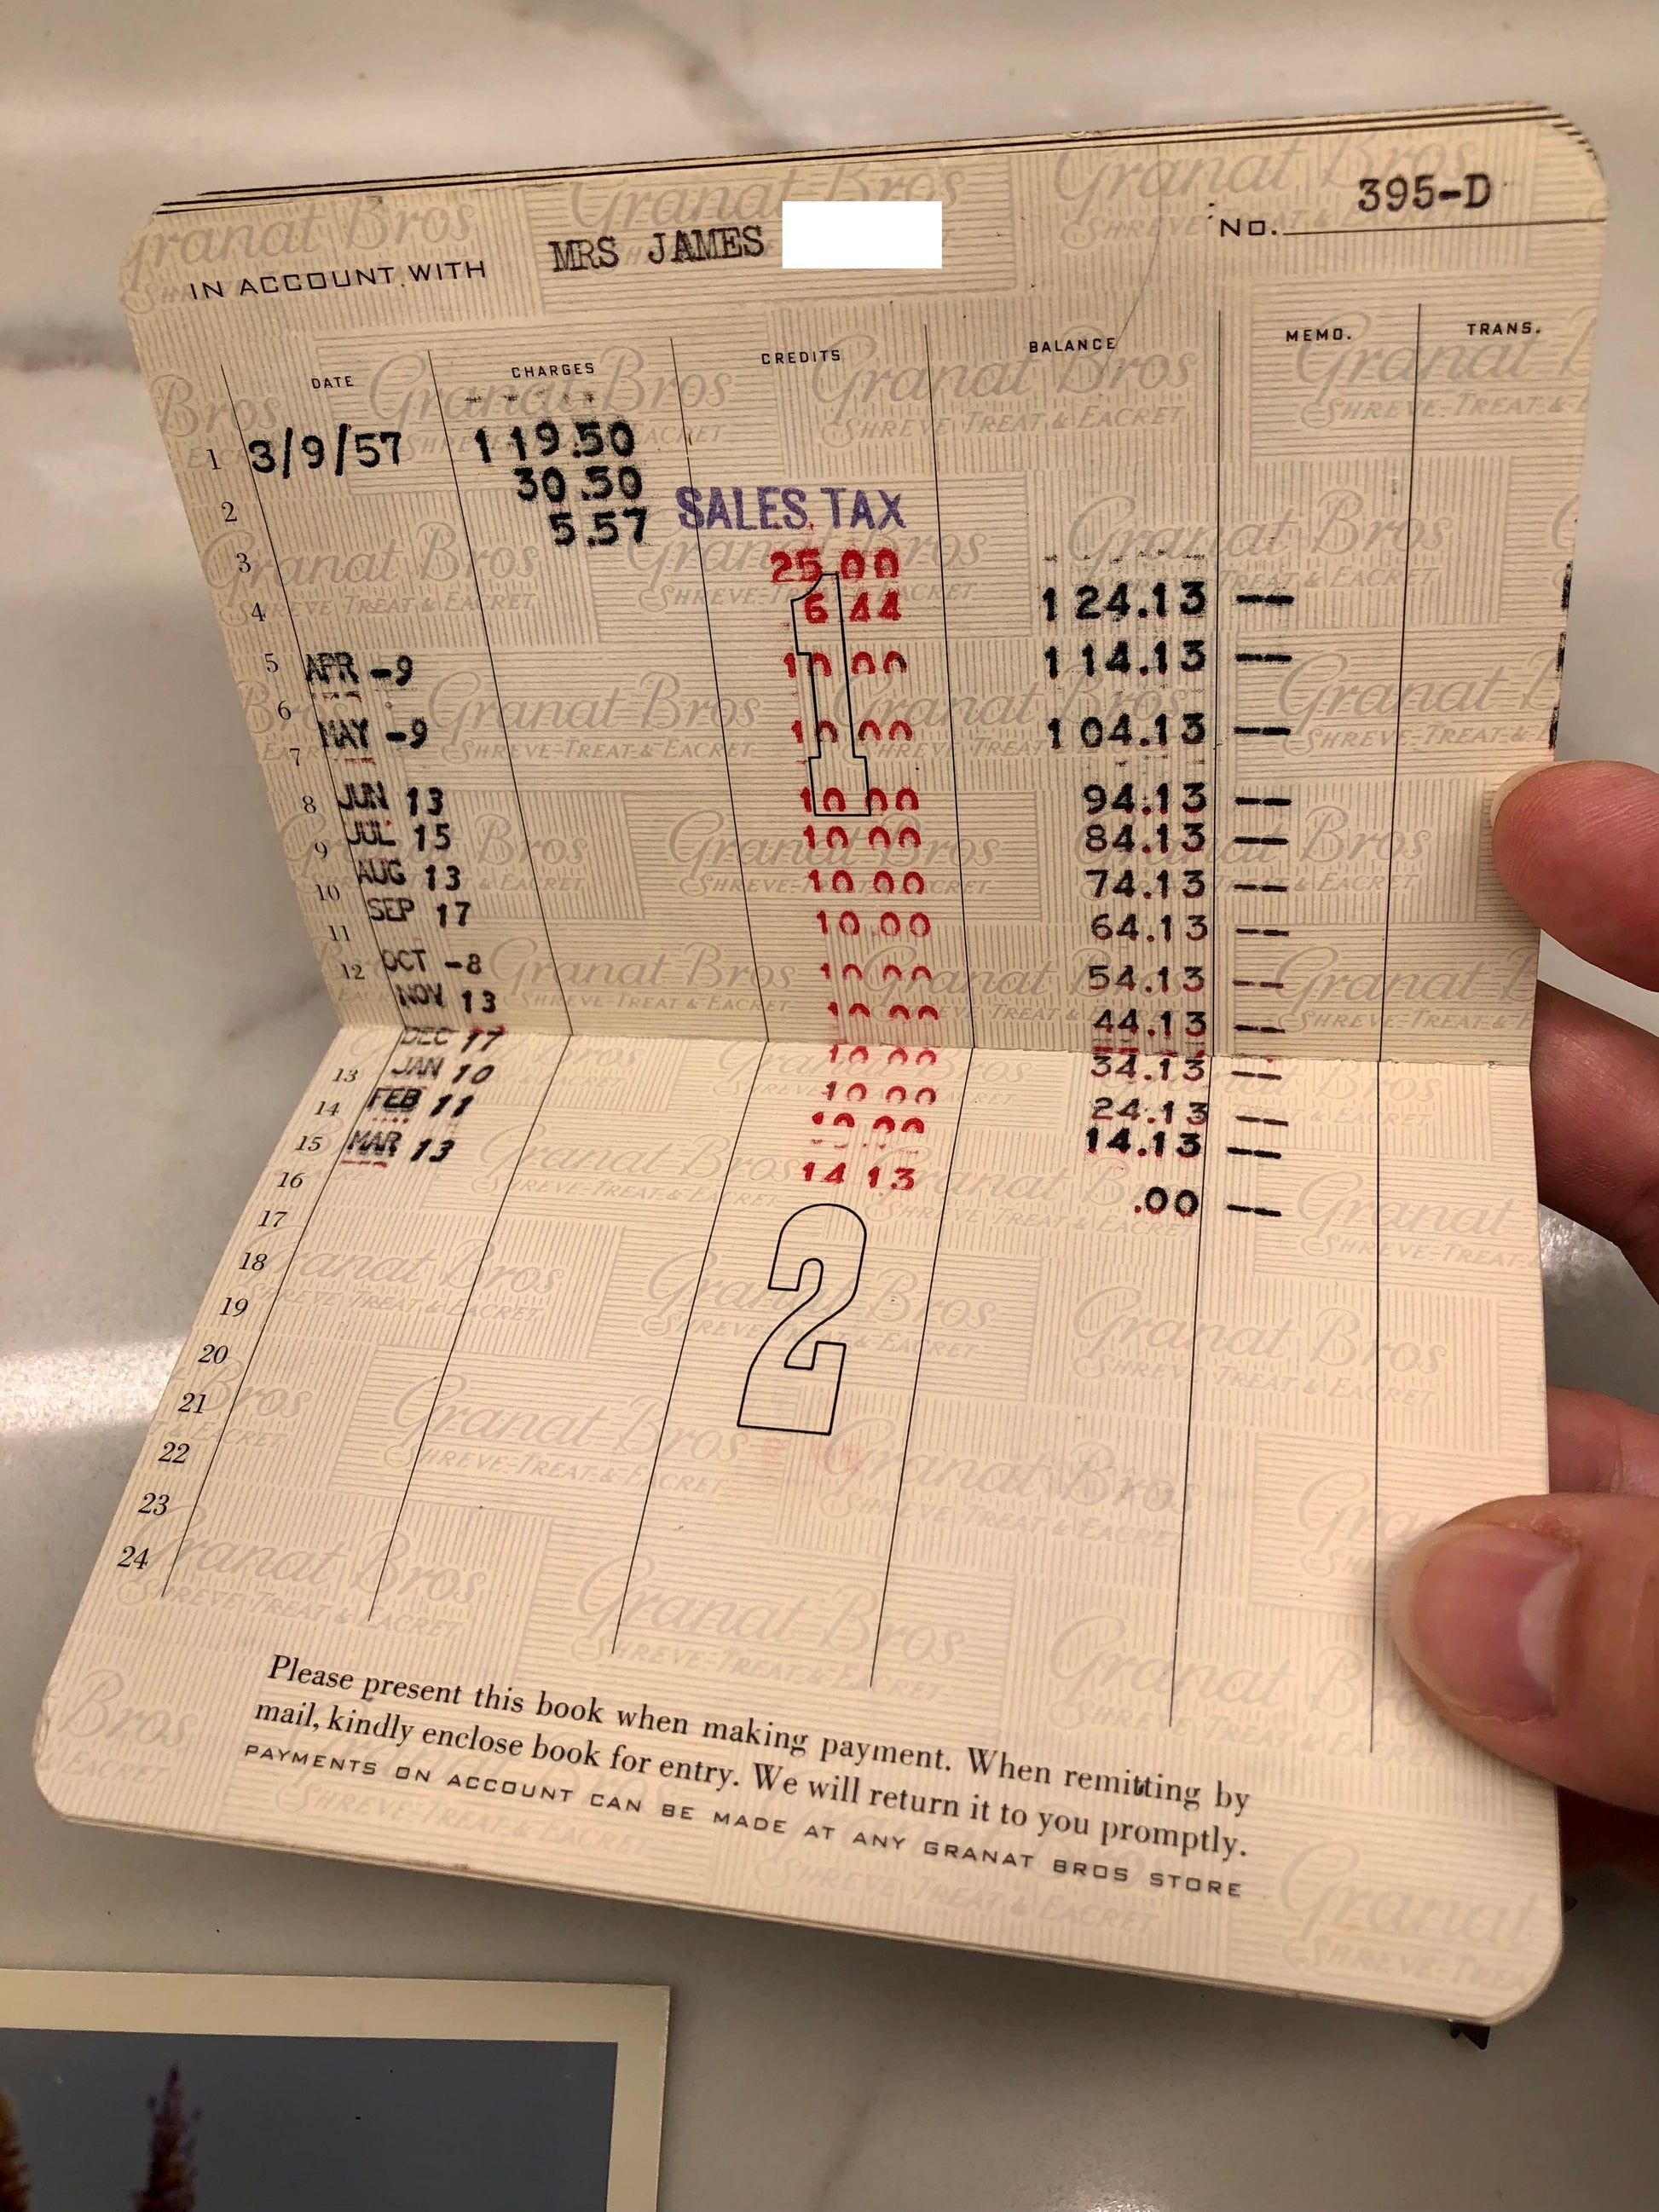 IN ACCOUNT WITH MRS JAMES NO. 395-D
DATE CHARGES CREDITS BALANCE MEMO. TRANS.
1 3/9/57 119.50
30.50
2 5.57 SALES TAX
3 25 00
4 6 44 124.13 --
5 APR -9 10 00 114.13 --
6
7 MAY -9 10 00 104.13 --
8 JUN 13 10 00 94.13 --
9 JUL 15 10 00 84.13 --
10 AUG 13 10 00 74.13 --
11 SEP 17 10 00 64.13 --
12 OCT -8 10 00 54.13 --
NOV 13 10 00 44.13 --
1
DEC 17 10 00 34.13 --
13 JAN 10 10 00 24.13 --
14 FEB 11 10 00 14.13 --
15 MAR 13 14 13 .00 --
16
17
18
19
20
21
22
23
24
2
Please present this book when making payment. When remitting by
mail, kindly enclose book for entry. We will return it to you promptly.
PAYMENTS ON ACCOUNT CAN BE MADE AT ANY GRANAT BROS STORE
Granat Bros
SHREVE-TREAT & EACRET